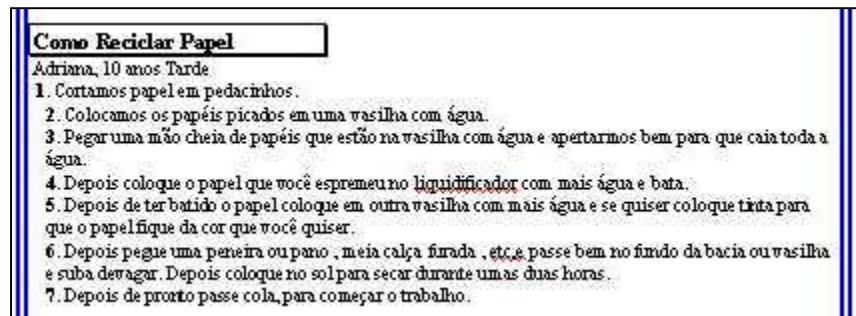 Como Reciclar Papel
Adriana, 10 anos Tarde
1. Cortamos papel em pedacinhos.
2. Colocamos os papéis picados em uma vasilha com água.
3. Pegar uma mão cheia de papéis que estão na vasilha com água e apertarmos bem para que caia toda a
água.
4. Depois coloque o papel que você espremeu no liquidificador com mais água e bata.
5. Depois de ter batido o papel coloque em outra vasilha com mais água e se quiser coloque tinta para
que o papel fique da cor que você quiser.
6. Depois pegue uma peneira ou pano , meia calça furada , etc,e passe bem no fundo da bacia ou vasilha
e suba devagar. Depois coloque no sol para secar durante umas duas horas.
7. Depois de pronto passe cola, para começar o trabalho.